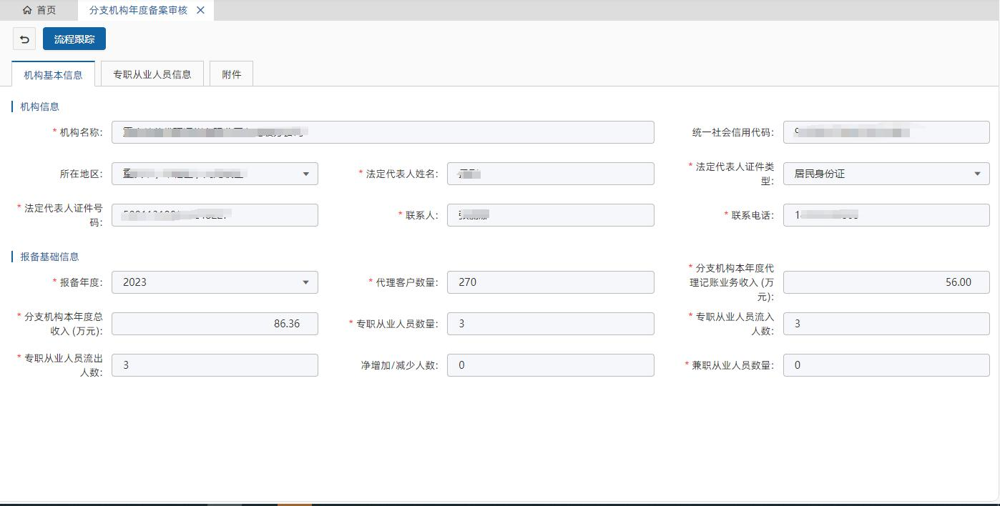 首页
分支机构年度备案审核
流程跟踪
机构基本信息
专职从业人员信息
附件
机构信息
* 机构名称:
统一社会信用代码:
所在地区:
* 法定代表人姓名:
* 法定代表人证件类
型:
居民身份证
* 法定代表人证件号
码:
* 联系人:
* 联系电话:
报备基础信息
* 报备年度:
2023
* 代理客户数量:
270
* 分支机构本年度代
理记账业务收入 (万
元):
56.00
* 分支机构本年度总
收入 (万元):
86.36
* 专职从业人员数量:
3
* 专职从业人员流入
人数:
3
* 专职从业人员流出
人数:
3
净增加/减少人数:
0
* 兼职从业人员数量:
0